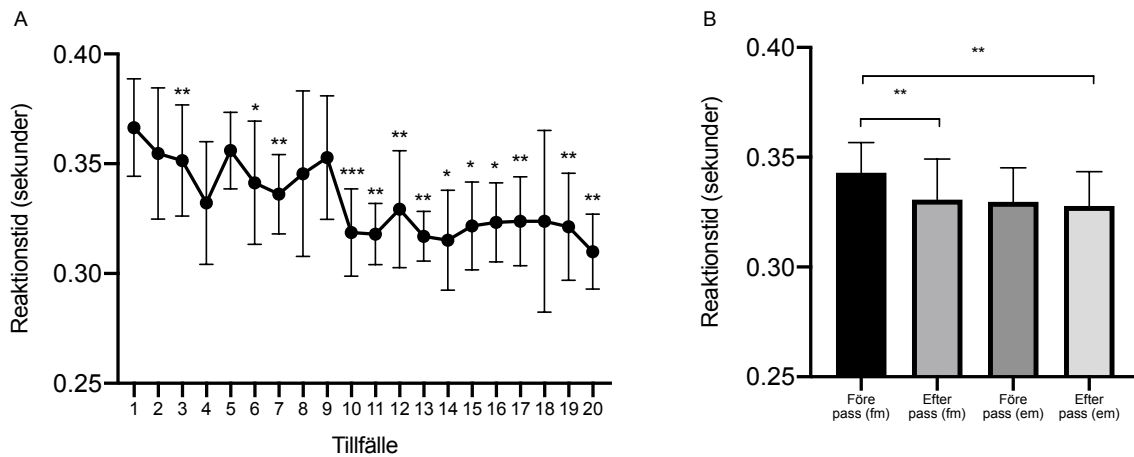 A
0.40
0.35
0.30
0.25
Reaktionstid (sekunder)
** * ** *** ** ** ** * * * ** ** **
1 2 3 4 5 6 7 8 9 10 11 12 13 14 15 16 17 18 19 20
Tillfälle
B
0.40
0.35
0.30
0.25
Reaktionstid (sekunder)
**
**
Före
pass (fm)
Efter
pass (fm)
Före
pass (em)
Efter
pass (em)